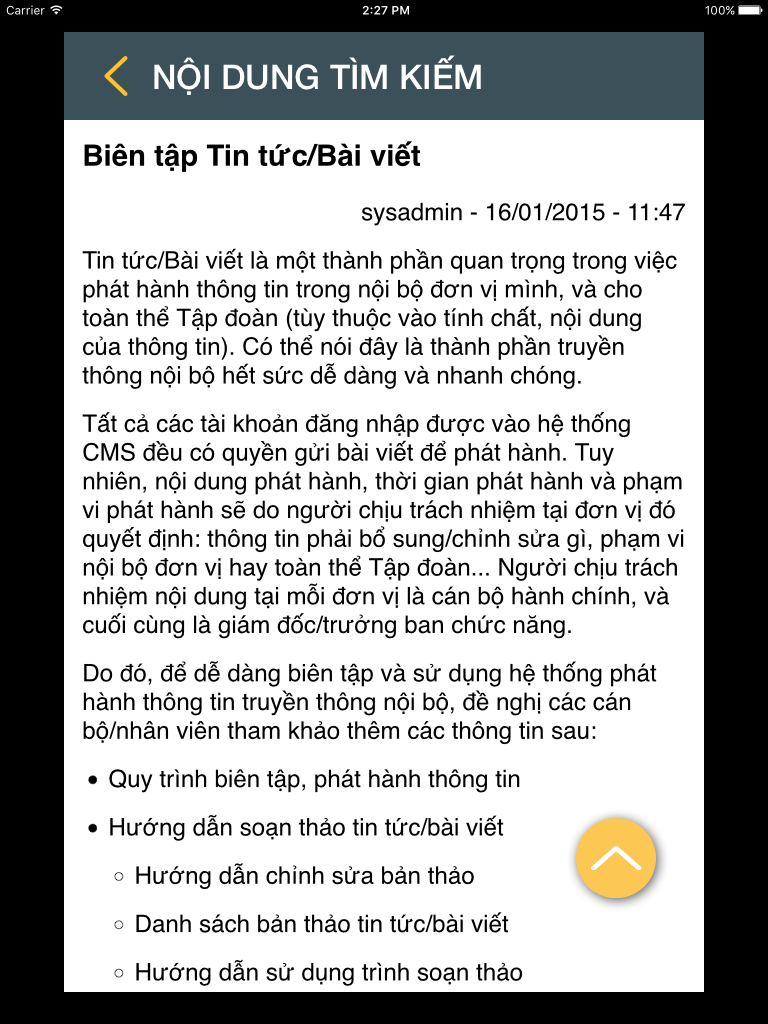 Carrier 2:27 PM 100%
NỘI DUNG TÌM KIẾM
Biên tập Tin tức/Bài viết
sysadmin - 16/01/2015 - 11:47
Tin tức/Bài viết là một thành phần quan trọng trong việc
phát hành thông tin trong nội bộ đơn vị mình, và cho
toàn thể Tập đoàn (tùy thuộc vào tính chất, nội dung
của thông tin). Có thể nói đây là thành phần truyền
thông nội bộ hết sức dễ dàng và nhanh chóng.
Tất cả các tài khoản đăng nhập được vào hệ thống
CMS đều có quyền gửi bài viết để phát hành. Tuy
nhiên, nội dung phát hành, thời gian phát hành và phạm
vi phát hành sẽ do người chịu trách nhiệm tại đơn vị đó
quyết định: thông tin phải bổ sung/chỉnh sửa gì, phạm vi
nội bộ đơn vị hay toàn thể Tập đoàn... Người chịu trách
nhiệm nội dung tại mỗi đơn vị là cán bộ hành chính, và
cuối cùng là giám đốc/trưởng ban chức năng.
Do đó, để dễ dàng biên tập và sử dụng hệ thống phát
hành thông tin truyền thông nội bộ, đề nghị các cán
bộ/nhân viên tham khảo thêm các thông tin sau:
• Quy trình biên tập, phát hành thông tin
• Hướng dẫn soạn thảo tin tức/bài viết
○ Hướng dẫn chỉnh sửa bản thảo
○ Danh sách bản thảo tin tức/bài viết
○ Hướng dẫn sử dụng trình soạn thảo